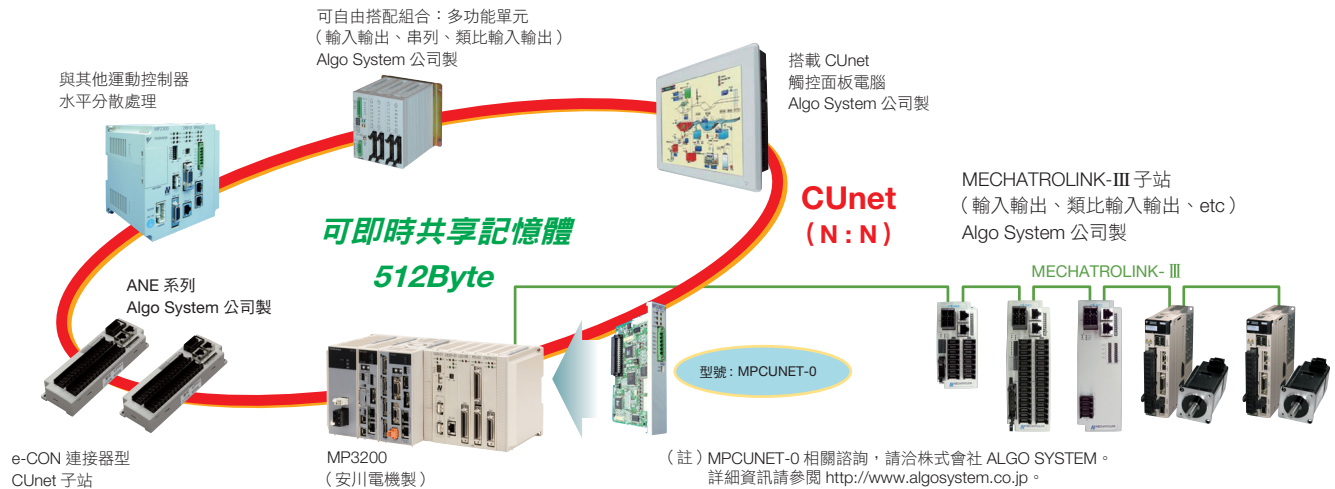 可自由搭配組合：多功能單元
（輸入輸出、串列、類比輸入輸出）
Algo System 公司製
與其他運動控制器
水平分散處理
搭載 CUnet
觸控面板電腦
Algo System 公司製
MECHATROLINK-Ⅲ 子站
（輸入輸出、類比輸入輸出、etc）
Algo System 公司製
CUnet
（N : N）
可即時共享記憶體
512Byte
MECHATROLINK- Ⅲ
ANE 系列
Algo System 公司製
型號 : MPCUNET-0
e-CON 連接器型
CUnet 子站
MP3200
（安川電機製）
（註）MPCUNET-0 相關諮詢，請洽株式會社 ALGO SYSTEM。
詳細資訊請參閱 http://www.algosystem.co.jp。